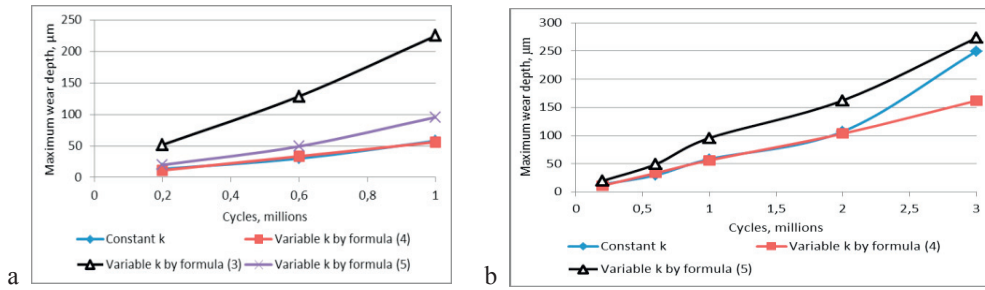 250
200
150
100
50
0
Maximum wear depth, µm
0
0,2
0,4
0,6
0,8
1
Cycles, millions
Constant k
Variable k by formula (4)
Variable k by formula (3)
Variable k by formula (5)
a
300
250
200
150
100
50
0
Maximum wear depth, µm
0
0,5
1
1,5
2
2,5
3
Cycles, millions
Constant k
Variable k by formula (4)
Variable k by formula (5)
b